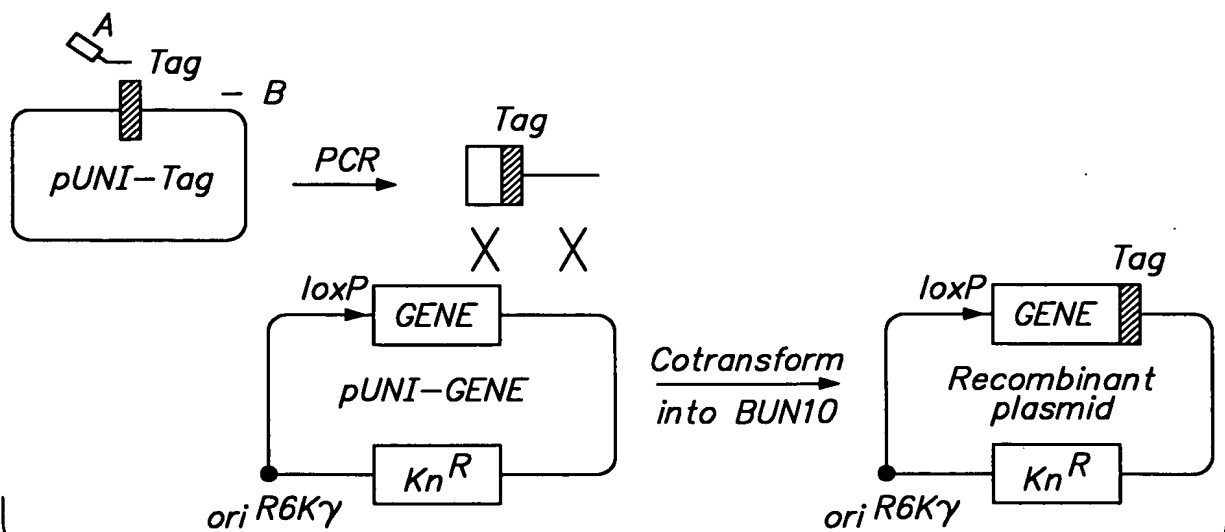 A
Tag
B
pUNI-Tag
PCR
Tag
loxP
GENE
pUNI-GENE
Kn^R
ori R6Kγ
Cotransform
into BUN10
Tag
loxP
GENE
Recombinant
plasmid
Kn^R
ori R6Kγ